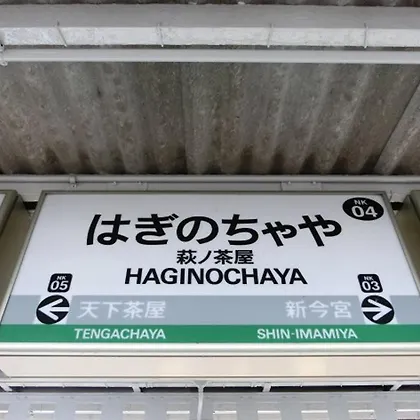 NK
04
はぎのちゃや
萩ノ茶屋
HAGINOCHAYA
NK
05
天下茶屋
新今宮
NK
03
TENGACHAYA
SHIN-IMAMIYA